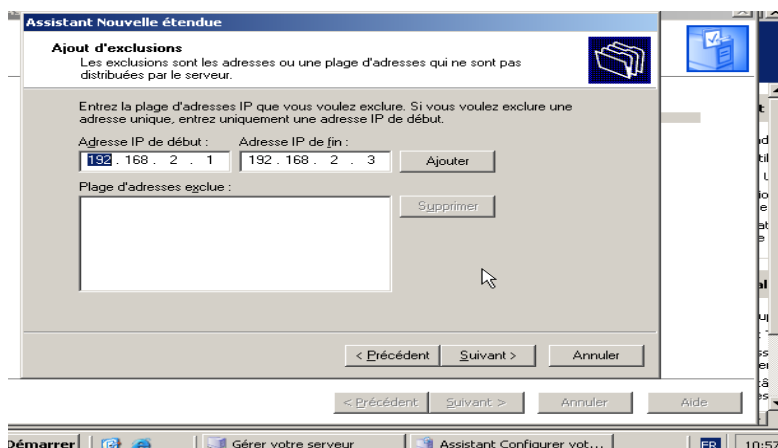 Assistant Nouvelle étendue
Ajout d'exclusions
Les exclusions sont les adresses ou une plage d'adresses qui ne sont pas
distribuées par le serveur.
Entrez la plage d'adresses IP que vous voulez exclure. Si vous voulez exclure une
adresse unique, entrez uniquement une adresse IP de début.
Adresse IP de début : Adresse IP de fin :
192 . 168 . 2 . 1 192 . 168 . 2 . 3 Ajouter
Plage d'adresses exclue :
Supprimer
< Précédent Suivant > Annuler
< Précédent Suivant > Annuler Aide
Démarrer Gérer votre serveur Assistant Configurer vot... FR 10:57